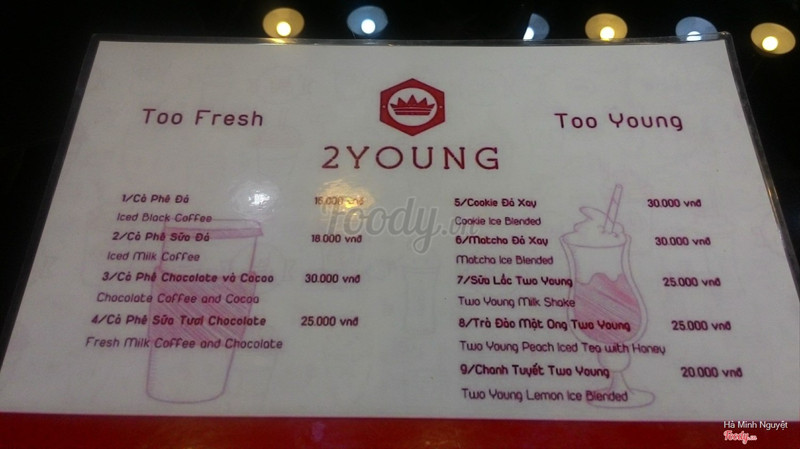 Too Fresh
2YOUNG
Too Young
1/Cà Phê Đá 16.000 vnđ
Iced Black Coffee
2/Cà Phê Sữa Đá 18.000 vnđ
Iced Milk Coffee
3/Cà Phê Chocolate và Cacao 30.000 vnđ
Chocolate Coffee and Cocoa
4/Cà Phê Sữa Tươi Chocolate 25.000 vnđ
Fresh Milk Coffee and Chocolate
5/Cookie Đá Xay 30.000 vnđ
Cookie Ice Blended
6/Matcha Đá Xay 30.000 vnđ
Matcha Ice Blended
7/Sữa Lắc Two Young 25.000 vnđ
Two Young Milk Shake
8/Trà Đào Mật Ong Two Young 25.000 vnđ
Two Young Peach Iced Tea with Honey
9/Chanh Tuyết Two Young 20.000 vnđ
Two Young Lemon Ice Blended
Foody.vn
Hà Minh Nguyệt
Foody.vn